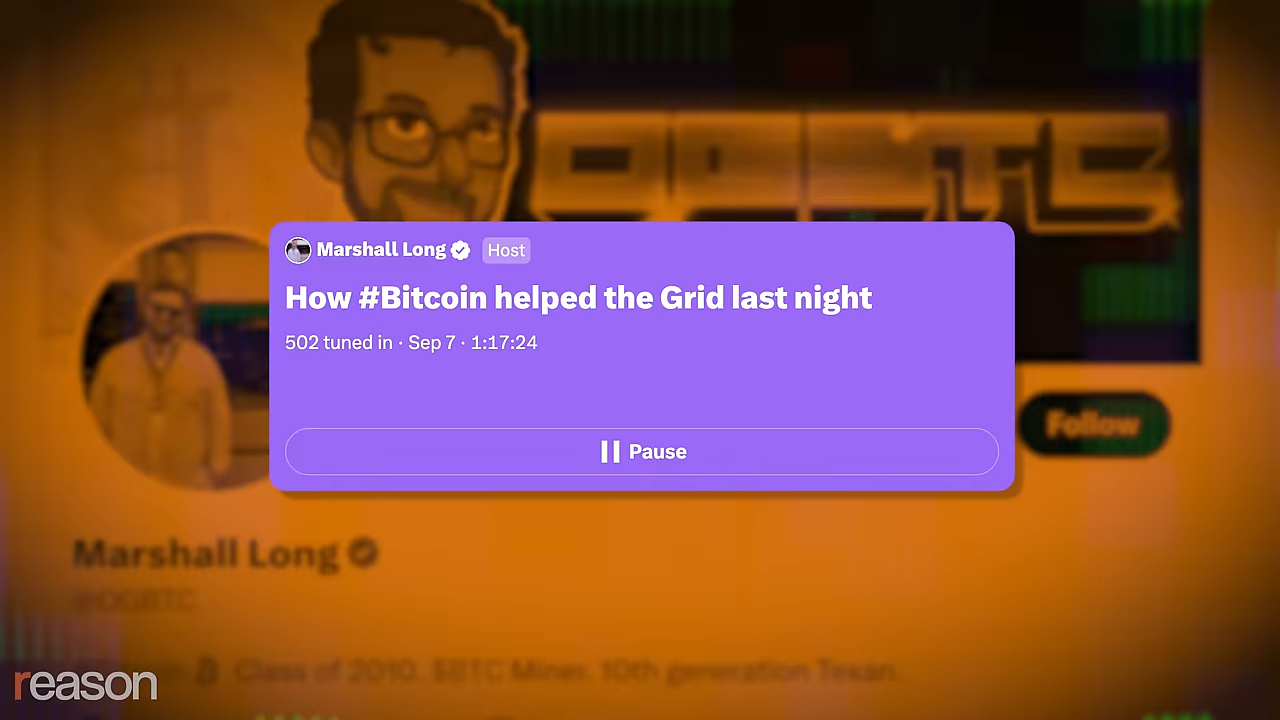 OGBTC
Marshall Long Host
How #Bitcoin helped the Grid last night
502 tuned in · Sep 7 · 1:17:24
Pause
Follow
Marshall Long
@OGBTC
Class of 2010. $BTC Miner. 10th generation Texan.
reason